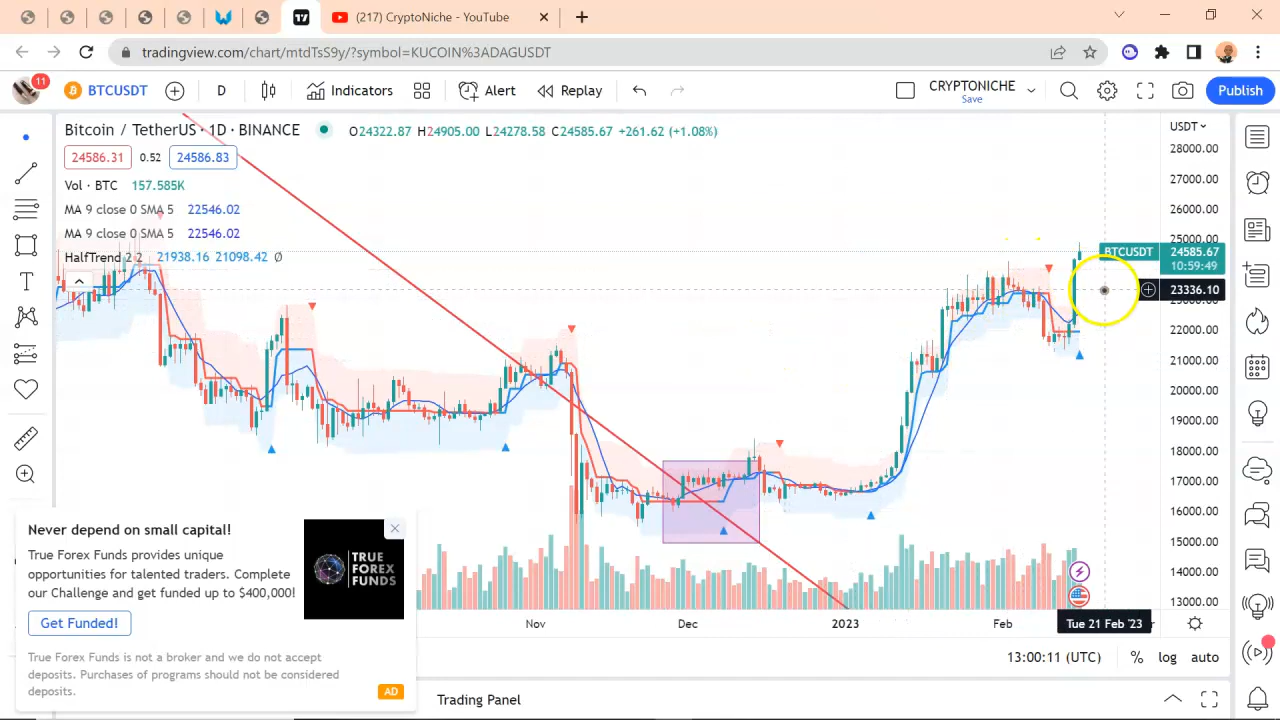 (217) CryptoNiche - YouTube
tradingview.com/chart/mtdTsS9y/?symbol=KUCOIN%3ADAGUSDT
11
BTCUSDT
D
Indicators
Alert
Replay
CRYPTONICHE
Save
Publish
Bitcoin / TetherUS · 1D · BINANCE
O24322.87 H24905.00 L24278.58 C24585.67 +261.62 (+1.08%)
USDT
24586.31 0.52 24586.83
Vol · BTC 157.585K
MA 9 close 0 SMA 5 22546.02
MA 9 close 0 SMA 5 22546.02
HalfTrend 2 2 21938.16 21098.42 Ø
28000.00
27000.00
26000.00
25000.00
BTCUSDT 24585.67
10:59:49
23336.10
23000.00
22000.00
21000.00
20000.00
19000.00
18000.00
17000.00
16000.00
15000.00
14000.00
13000.00
Never depend on small capital!
True Forex Funds provides unique
opportunities for talented traders. Complete
our Challenge and get funded up to $400,000!
TRUE
FOREX
FUNDS
Get Funded!
True Forex Funds is not a broker and we do not accept
deposits. Purchases of programs should not be considered
deposits.
AD
Nov
Dec
2023
Feb
Tue 21 Feb '23
13:00:11 (UTC)
%
log
auto
Trading Panel